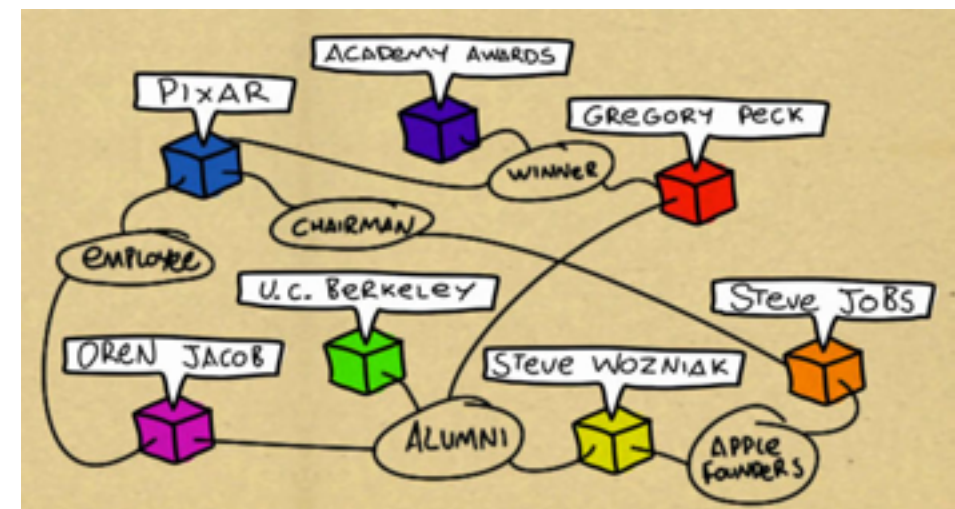 ACADEMY AWARDS
PIXAR
GREGORY PECK
WINNER
CHAIRMAN
EMPLOYEE
U.C. BERKELEY
STEVE JOBS
OREN JACOB
STEVE WOZNIAK
ALUMNI
APPLE
FOUNDERS